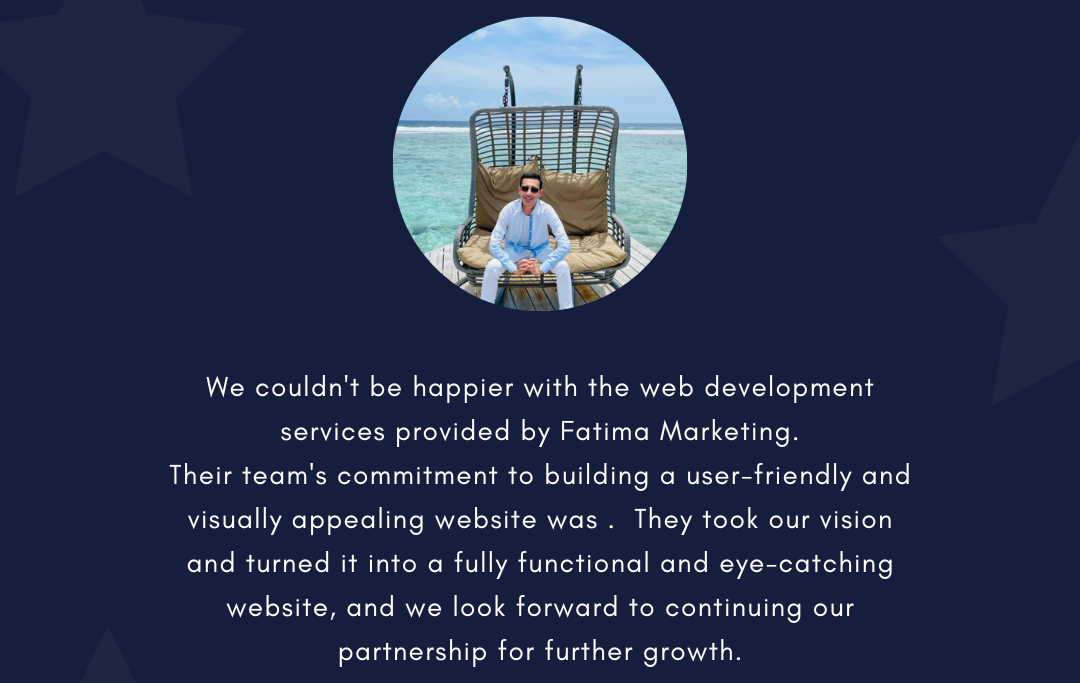 We couldn't be happier with the web development
services provided by Fatima Marketing.
Their team's commitment to building a user-friendly and
visually appealing website was .  They took our vision
and turned it into a fully functional and eye-catching
website, and we look forward to continuing our
partnership for further growth.